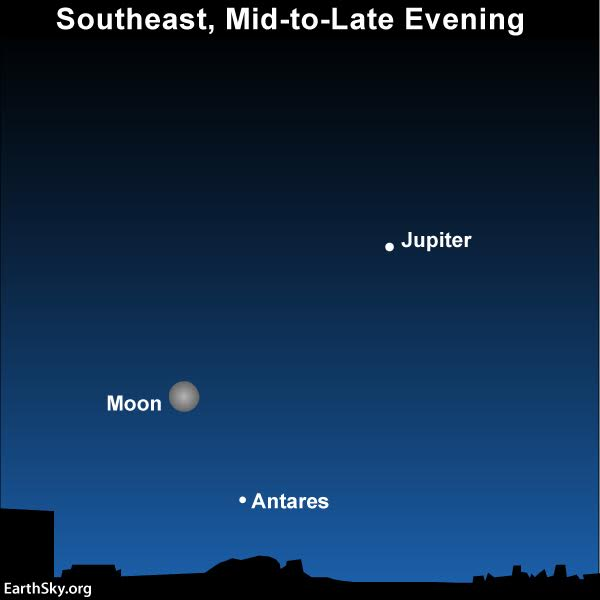 Southeast, Mid-to-Late Evening
Jupiter
Moon
Antares
EarthSky.org